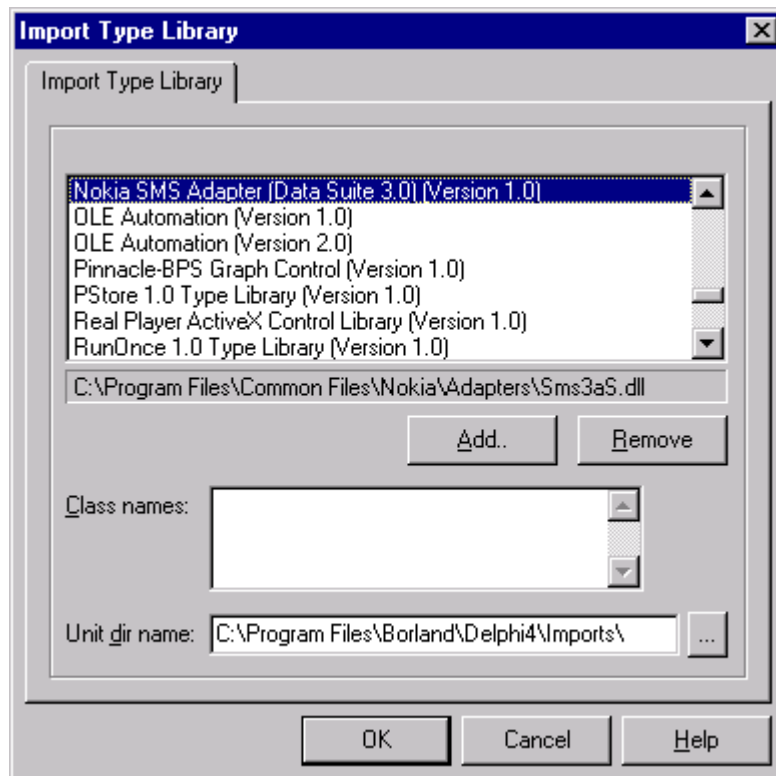 Import Type Library
Import Type Library
Nokia SMS Adapter (Data Suite 3.0) (Version 1.0)
OLE Automation (Version 1.0)
OLE Automation (Version 2.0)
Pinnacle-BPS Graph Control (Version 1.0)
PStore 1.0 Type Library (Version 1.0)
Real Player ActiveX Control Library (Version 1.0)
RunOnce 1.0 Type Library (Version 1.0)
C:\Program Files\Common Files\Nokia\Adapters\Sms3aS.dll
Add.. Remove
Class names:
Unit dir name: C:\Program Files\Borland\Delphi4\Imports\ ...
OK Cancel Help